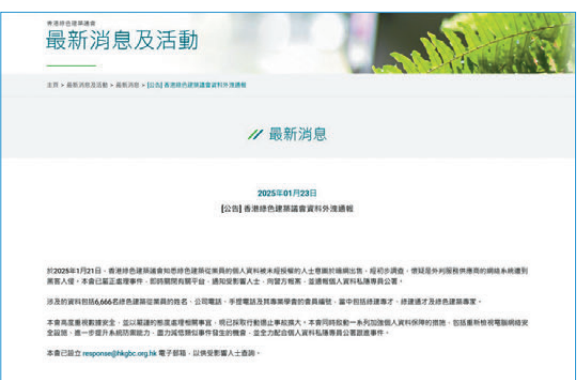 香港綠色建築議會
最新消息及活動
主頁 > 最新消息及活動 > 最新消息 > [公告] 香港綠色建築議會資料外洩通報
最新消息
2025年01月23日
[公告] 香港綠色建築議會資料外洩通報
於2025年1月21日，香港綠色建築議會知悉綠色建築從業員的個人資料被未經授權的人士意圖於網上出售，經初步調查，懷疑是外判服務供應商的網絡系統遭到
黑客入侵。本會已嚴正處理事件，即時關閉有關平台、通知受影響人士、向警方報案，並通報個人資料私隱專員公署。
涉及的資料包括6,666名綠色建築從業員的姓名、公司電話、手提電話及其專業學會的會員編號，當中包括綠建專才、綠建通才及綠色建築專家。
本會高度重視數據安全，並以嚴謹的態度處理相關事宜，現已採取行動遏止事故擴大。本會同時啟動一系列加強個人資料保障的措施，包括重新檢視電腦網絡安
全設施，進一步提升系統防禦能力，盡力減低類似事件發生的機會，並全力配合個人資料私隱專員公署跟進事件。
本會已設立 response@hkgbc.org.hk 電子郵箱，以供受影響人士查詢。